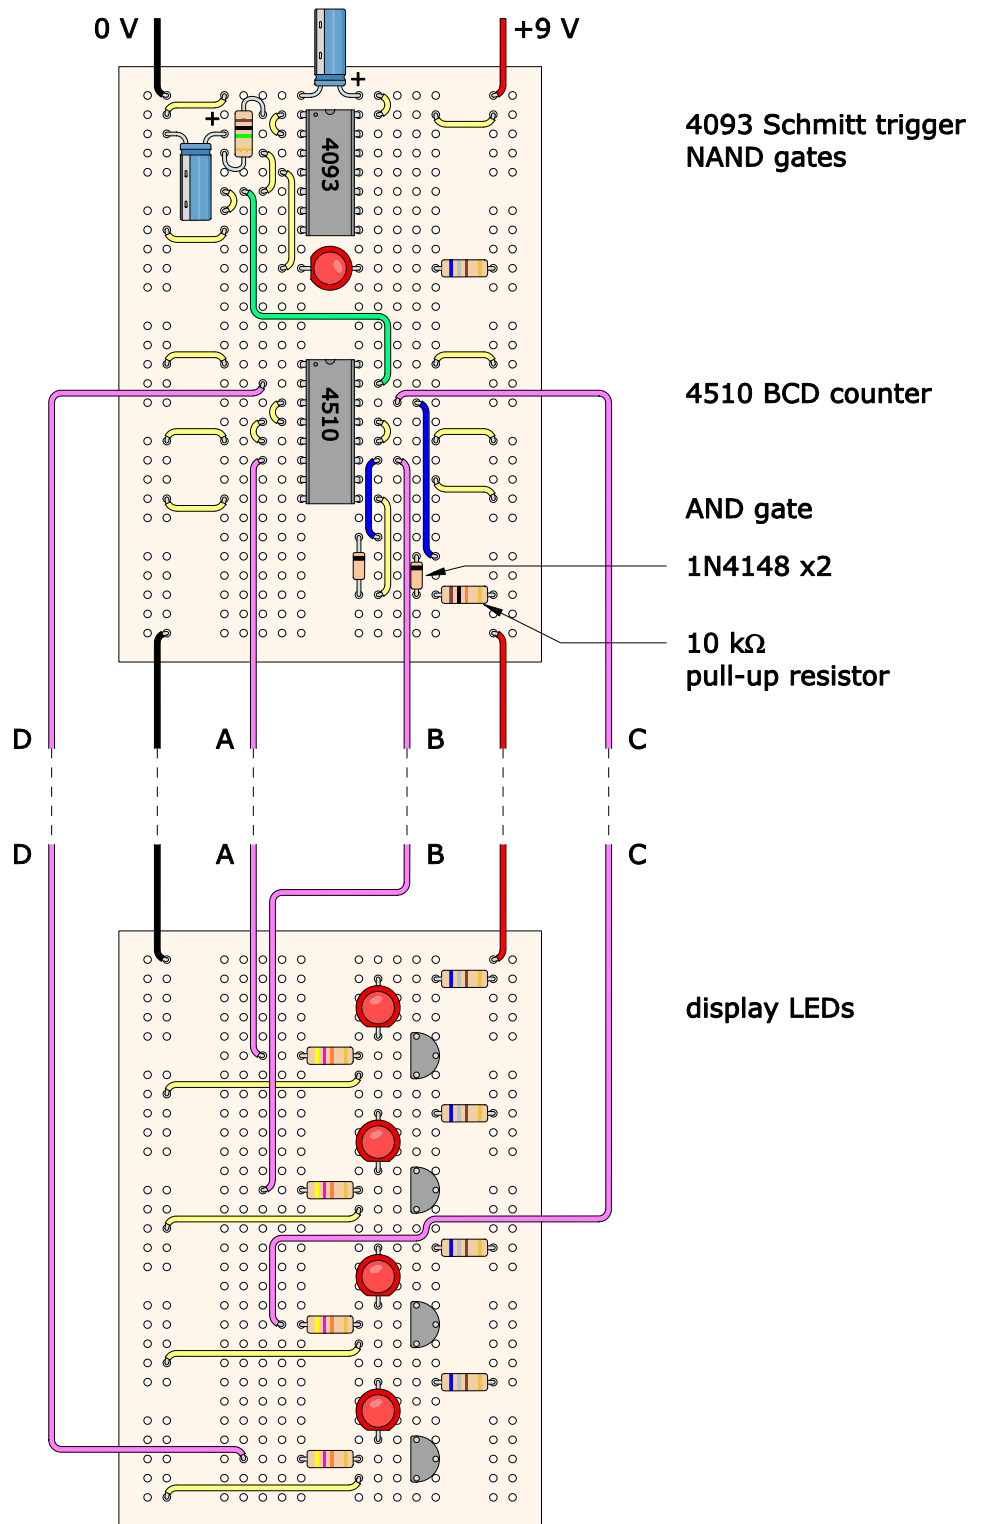 0 V
+9 V
+
+
4093 Schmitt trigger
NAND gates
4093
4510 BCD counter
4510
AND gate
1N4148 x2
10 kΩ
pull-up resistor
D
A
B
C
D
A
B
C
display LEDs